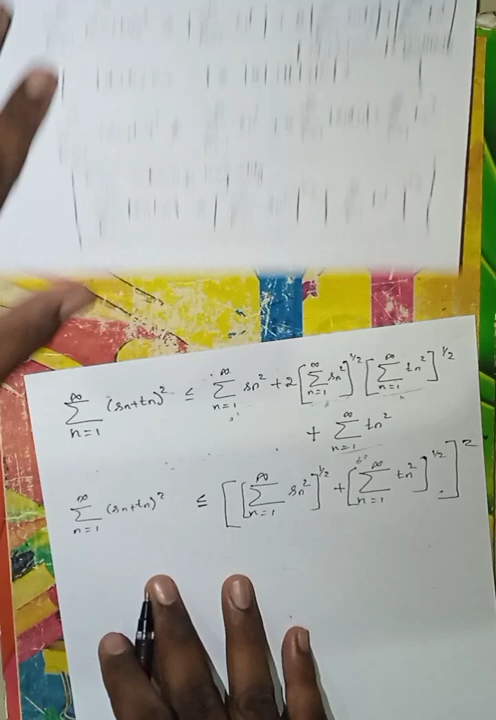 ∞∑n=1 (sn+tn)² ≤ ∞∑n=1 sn² + 2[∞∑n=1 sn²]^1/2 [∞∑n=1 tn²]^1/2
+ ∞∑n=1 tn²
∞∑n=1 (sn+tn)² ≤ [[∞∑n=1 sn²]^1/2 + [∞∑n=1 tn²]^1/2]²